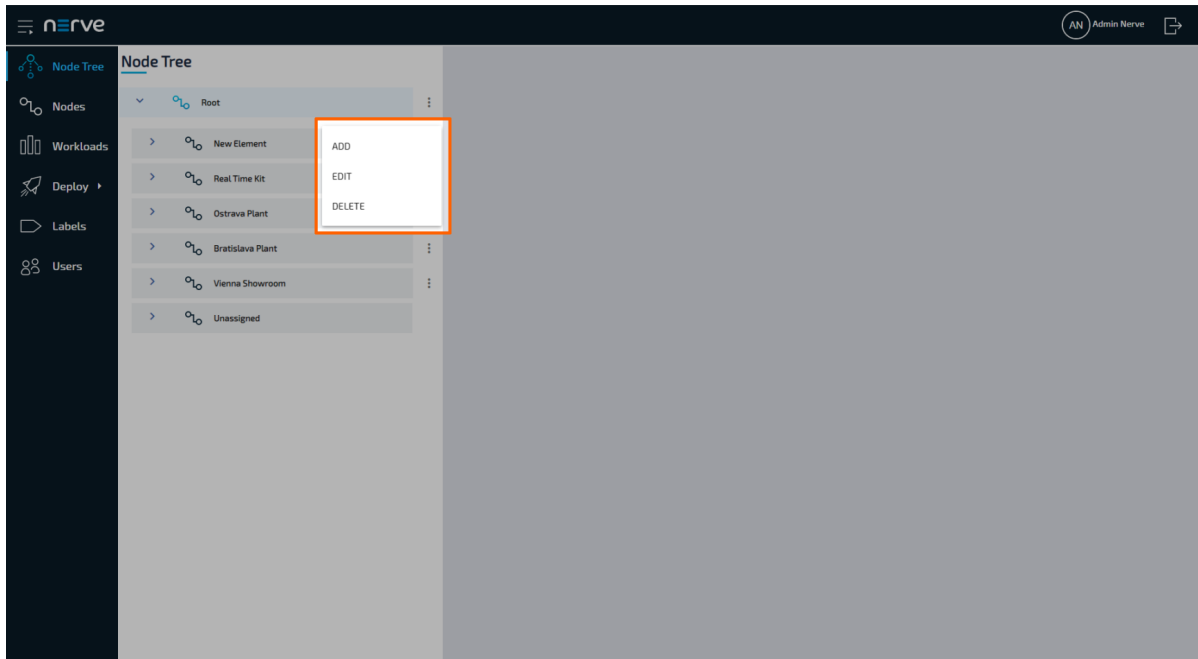 nerve
AN Admin Nerve
Node Tree
Nodes
Workloads
Deploy
Labels
Users
Node Tree
Root
New Element
Real Time Kit
Ostrava Plant
Bratislava Plant
Vienna Showroom
Unassigned
ADD
EDIT
DELETE